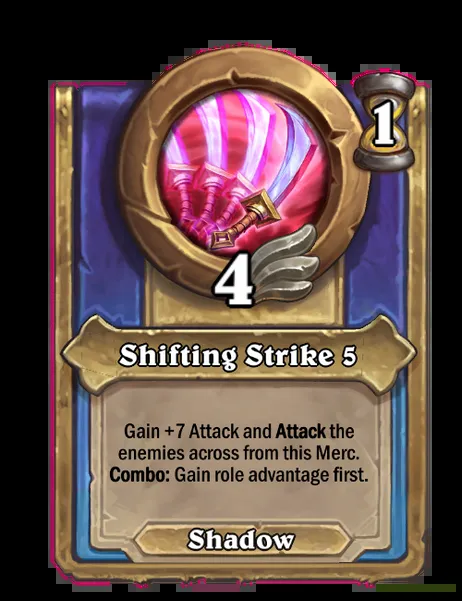 1
4
Shifting Strike 5
Gain +7 Attack and Attack the
enemies across from this Merc.
Combo: Gain role advantage first.
Shadow